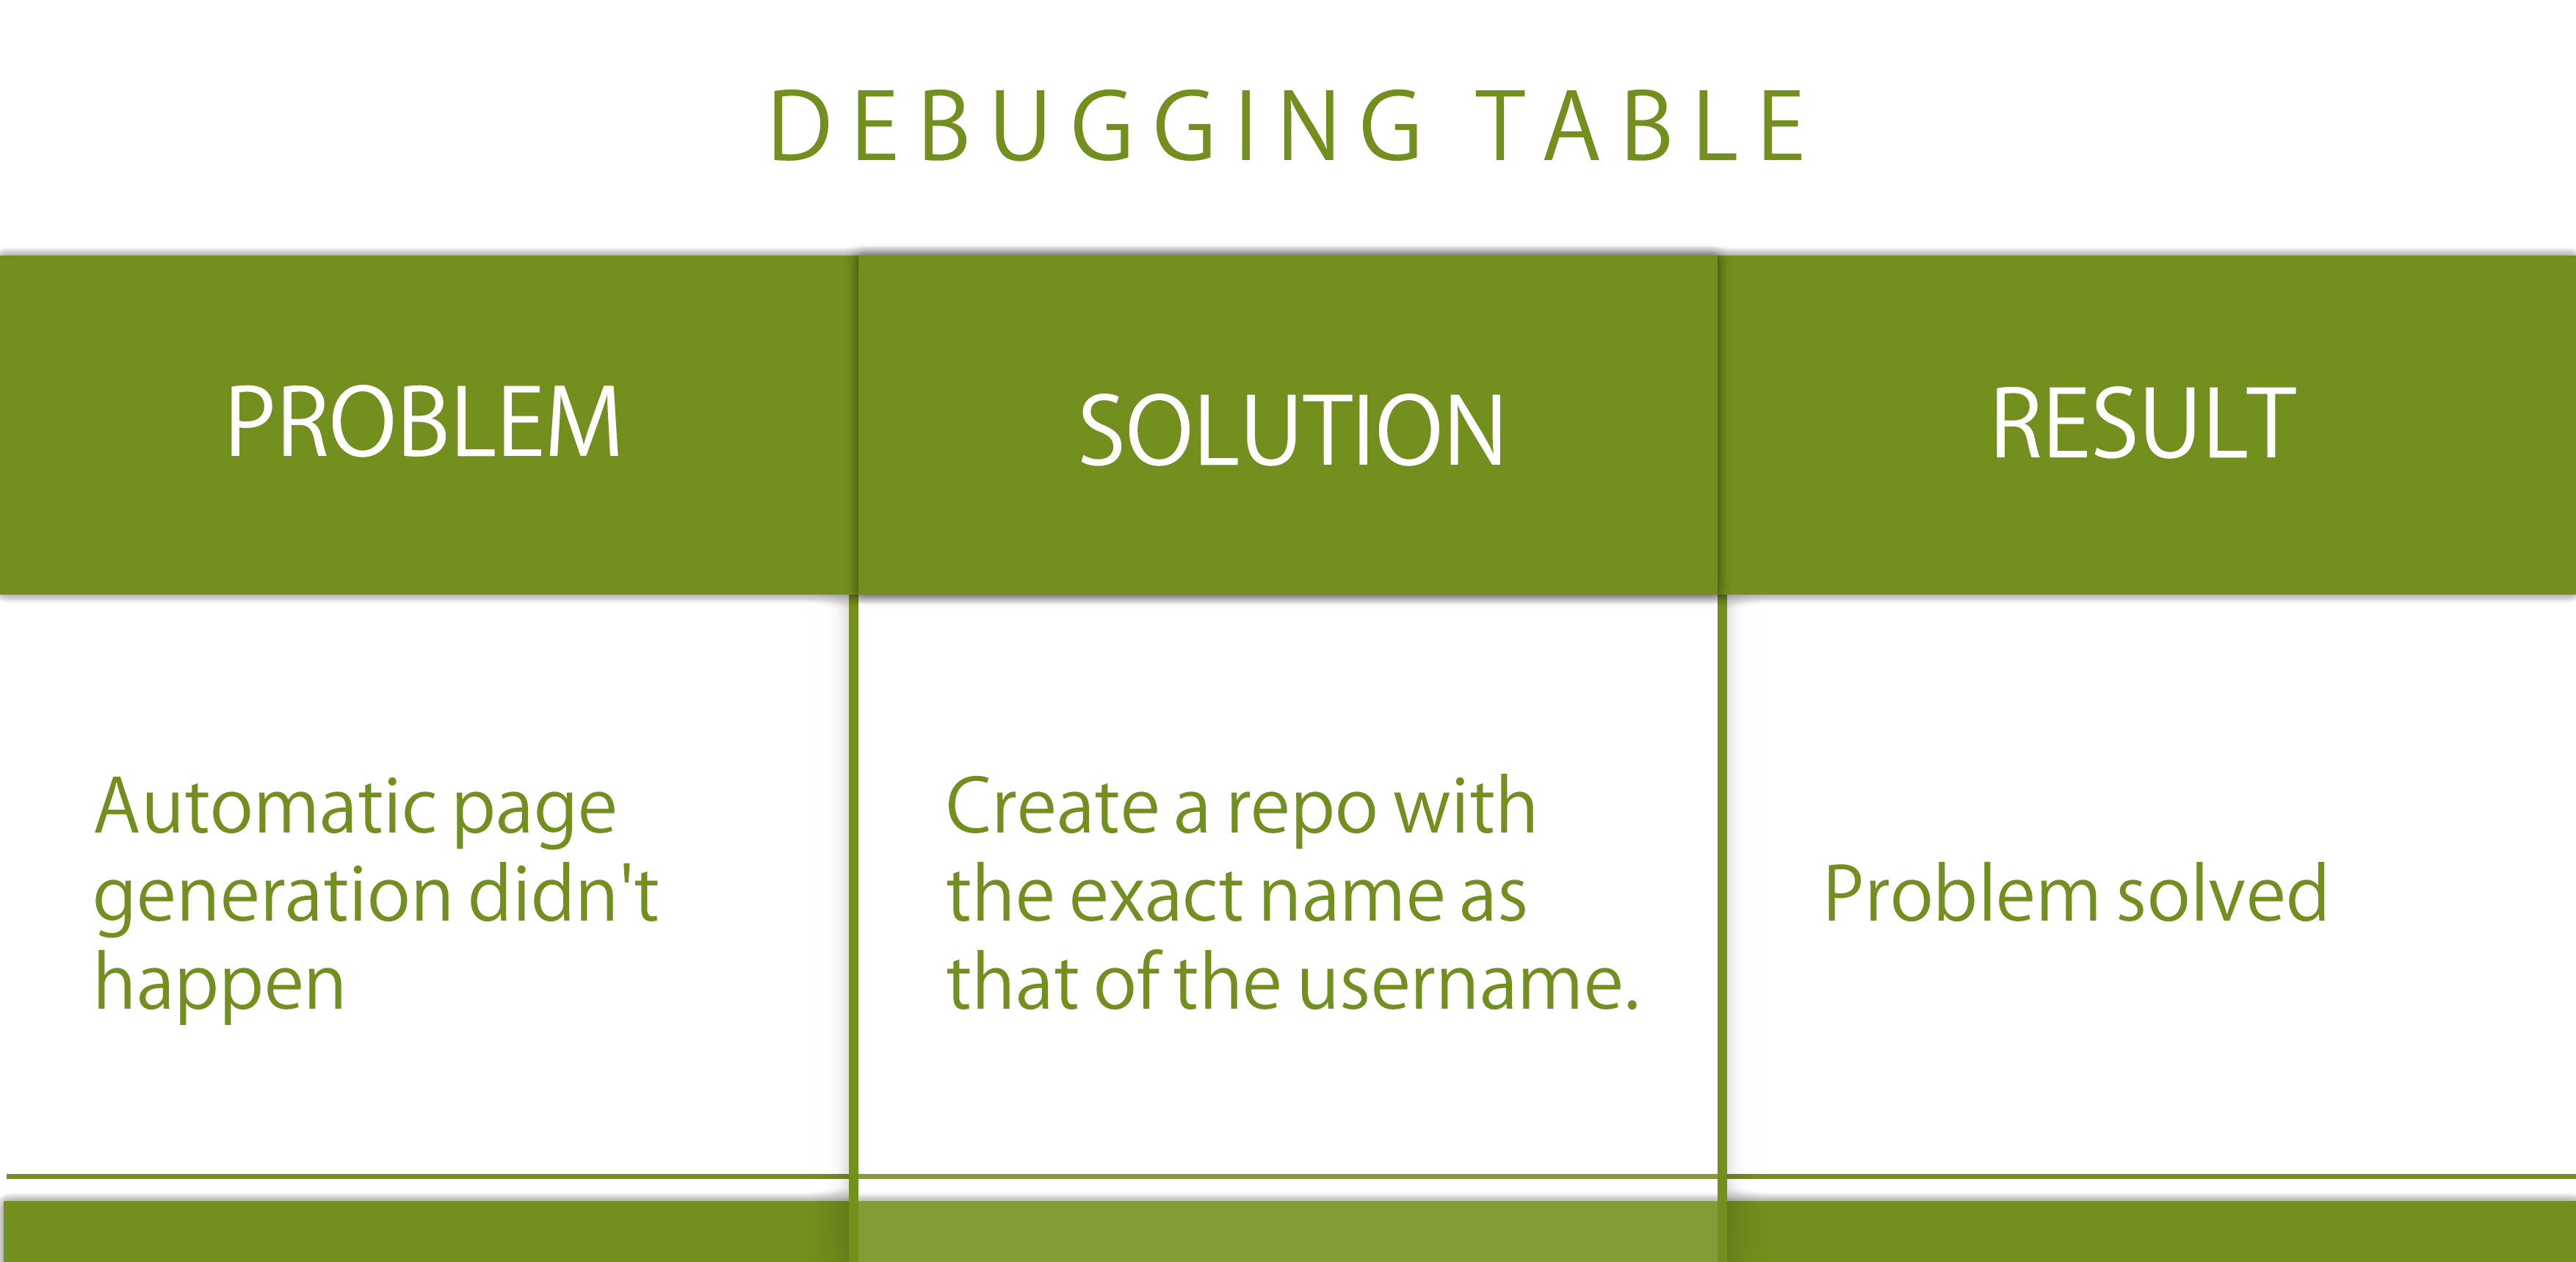 DEBUGGING TABLE
PROBLEM
SOLUTION
RESULT
Automatic page
generation didn't
happen
Create a repo with
the exact name as
that of the username.
Problem solved